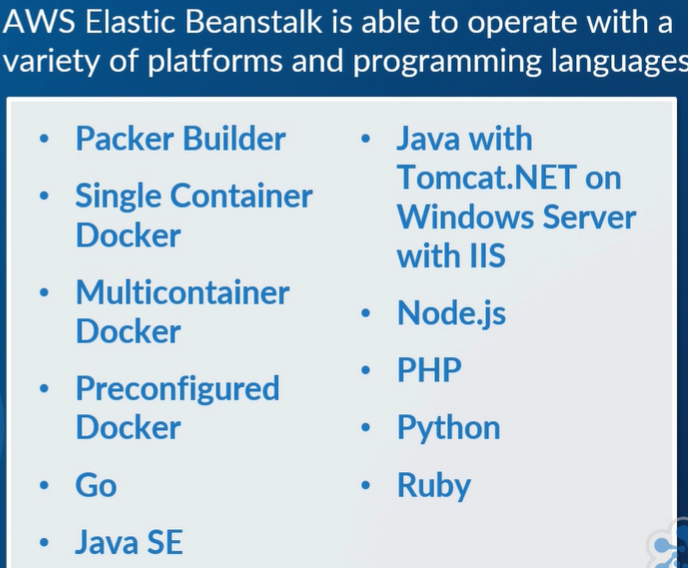 AWS Elastic Beanstalk is able to operate with a
variety of platforms and programming languages
• Packer Builder
• Single Container
Docker
• Multicontainer
Docker
• Preconfigured
Docker
• Go
• Java SE
• Java with
Tomcat.NET on
Windows Server
with IIS
• Node.js
• PHP
• Python
• Ruby